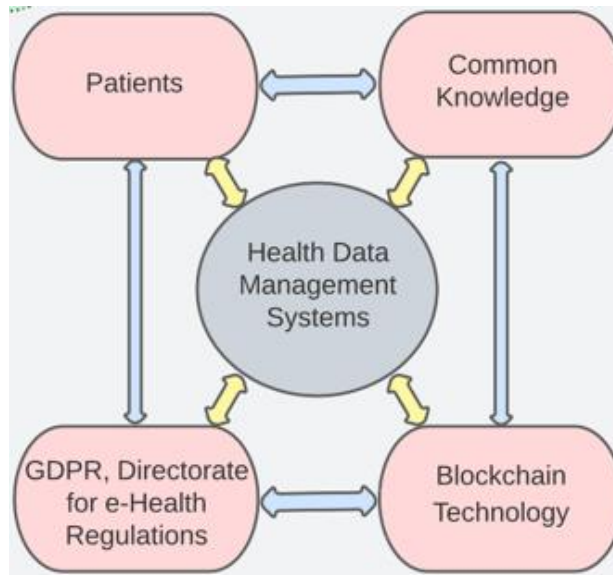 Patients
Common
Knowledge
Health Data
Management
Systems
GDPR, Directorate
for e-Health
Regulations
Blockchain
Technology